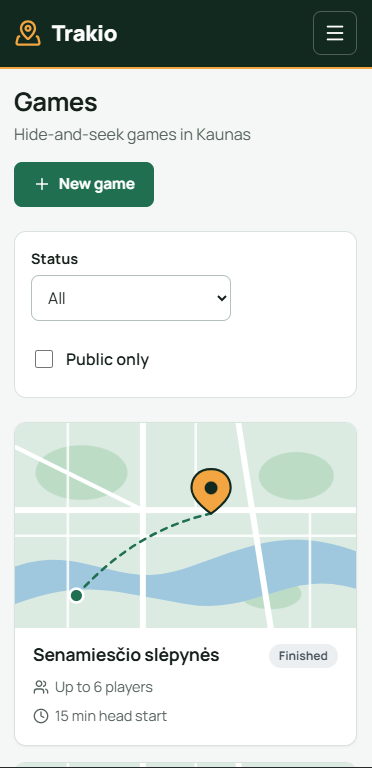 Trakio
Games
Hide-and-seek games in Kaunas
New game
Status
All
Public only
Senamiesčio slėpynės
Finished
Up to 6 players
15 min head start